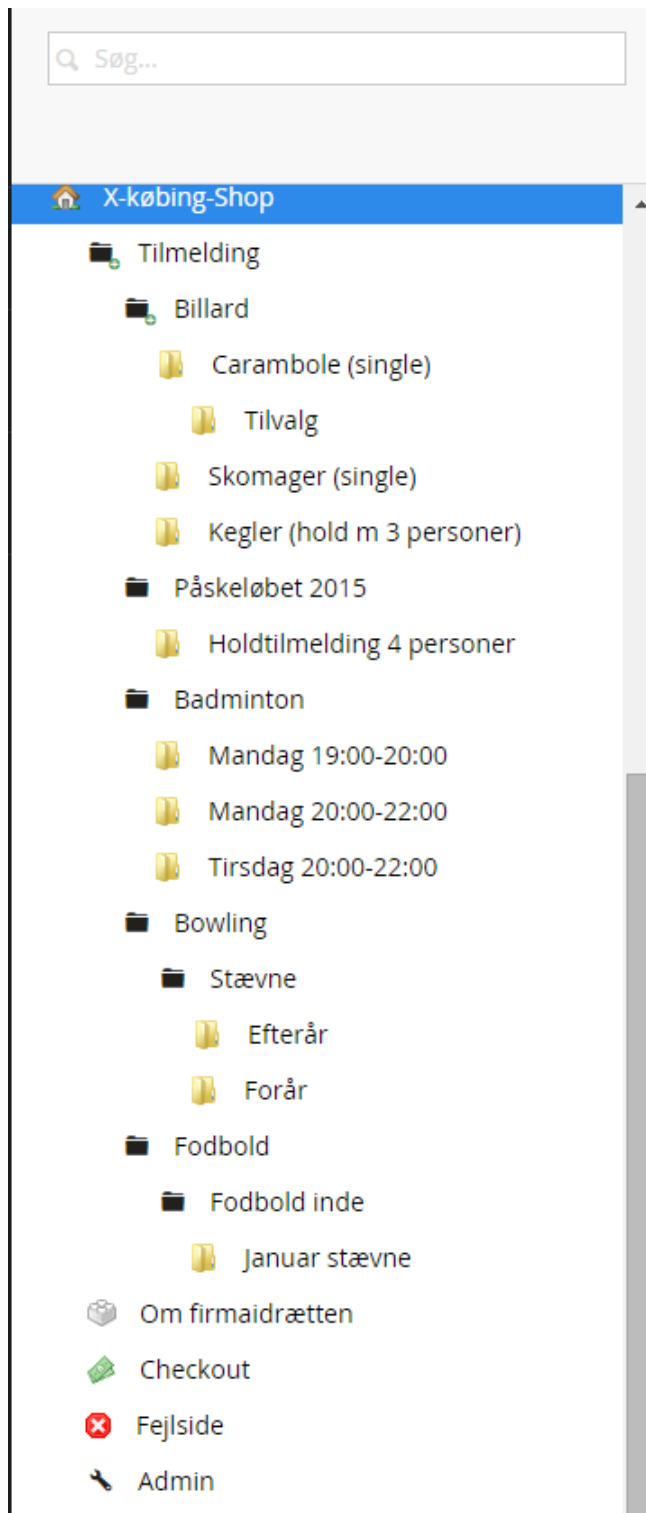 Søg...
X-købing-Shop
Tilmelding
Billard
Carambole (single)
Tilvalg
Skomager (single)
Kegler (hold m 3 personer)
Påskeløbet 2015
Holdtilmelding 4 personer
Badminton
Mandag 19:00-20:00
Mandag 20:00-22:00
Tirsdag 20:00-22:00
Bowling
Stævne
Efterår
Forår
Fodbold
Fodbold inde
Januar stævne
Om firmaidrætten
Checkout
Fejlside
Admin